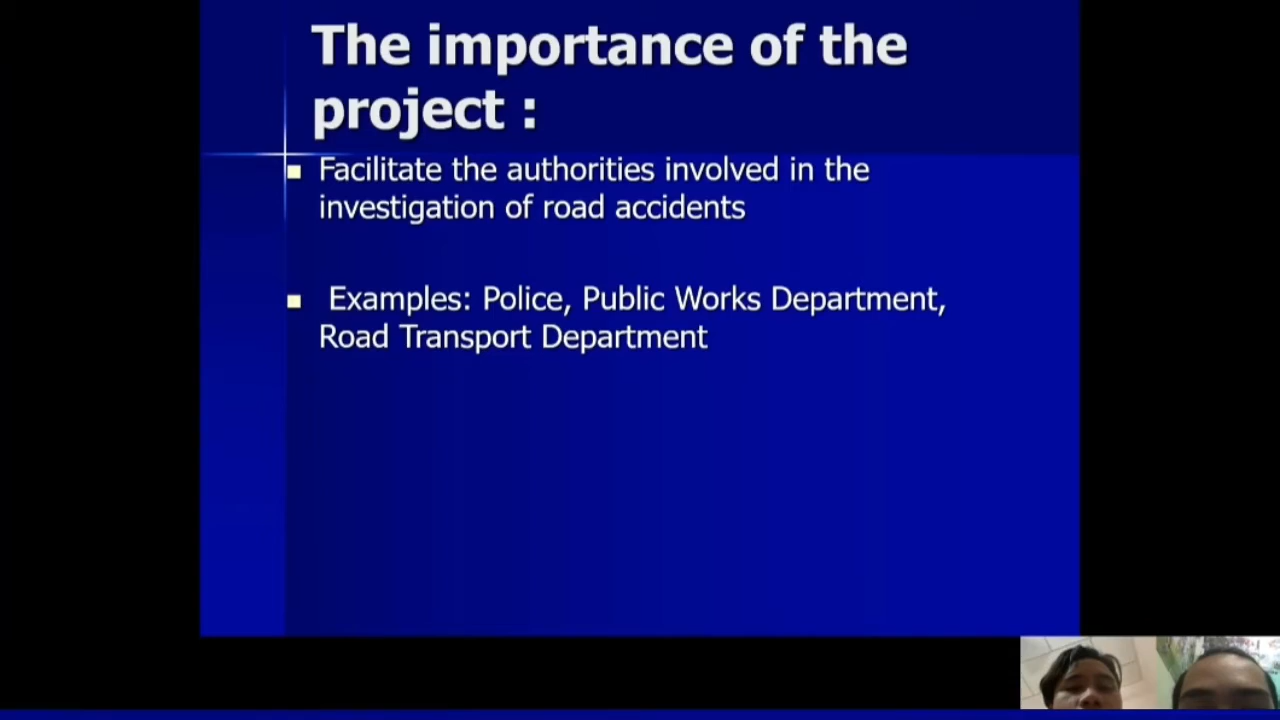 The importance of the
project :
Facilitate the authorities involved in the
investigation of road accidents
Examples: Police, Public Works Department,
Road Transport Department